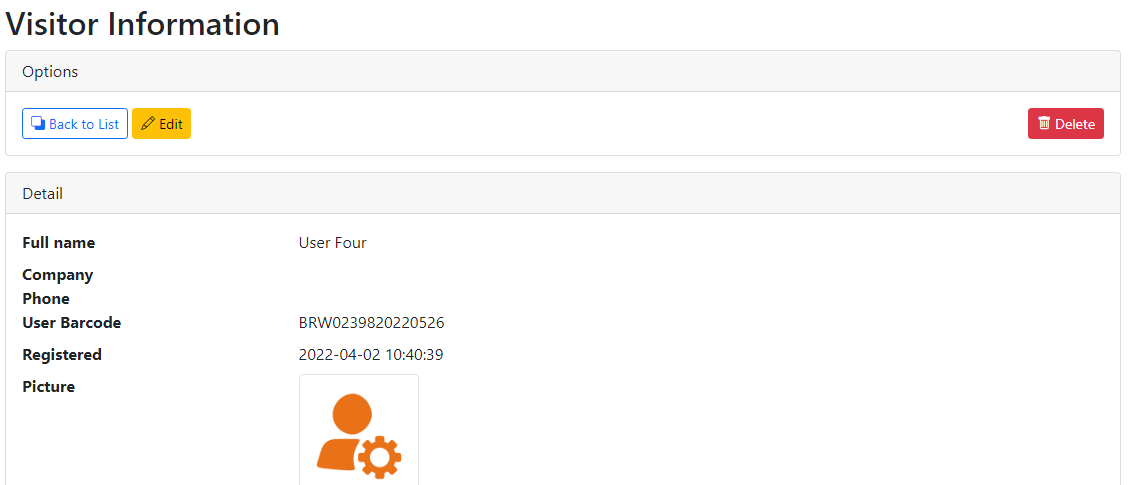 Visitor Information
Options
Back to List Edit Delete
Detail
Full name User Four
Company
Phone
User Barcode BRW0239820220526
Registered 2022-04-02 10:40:39
Picture